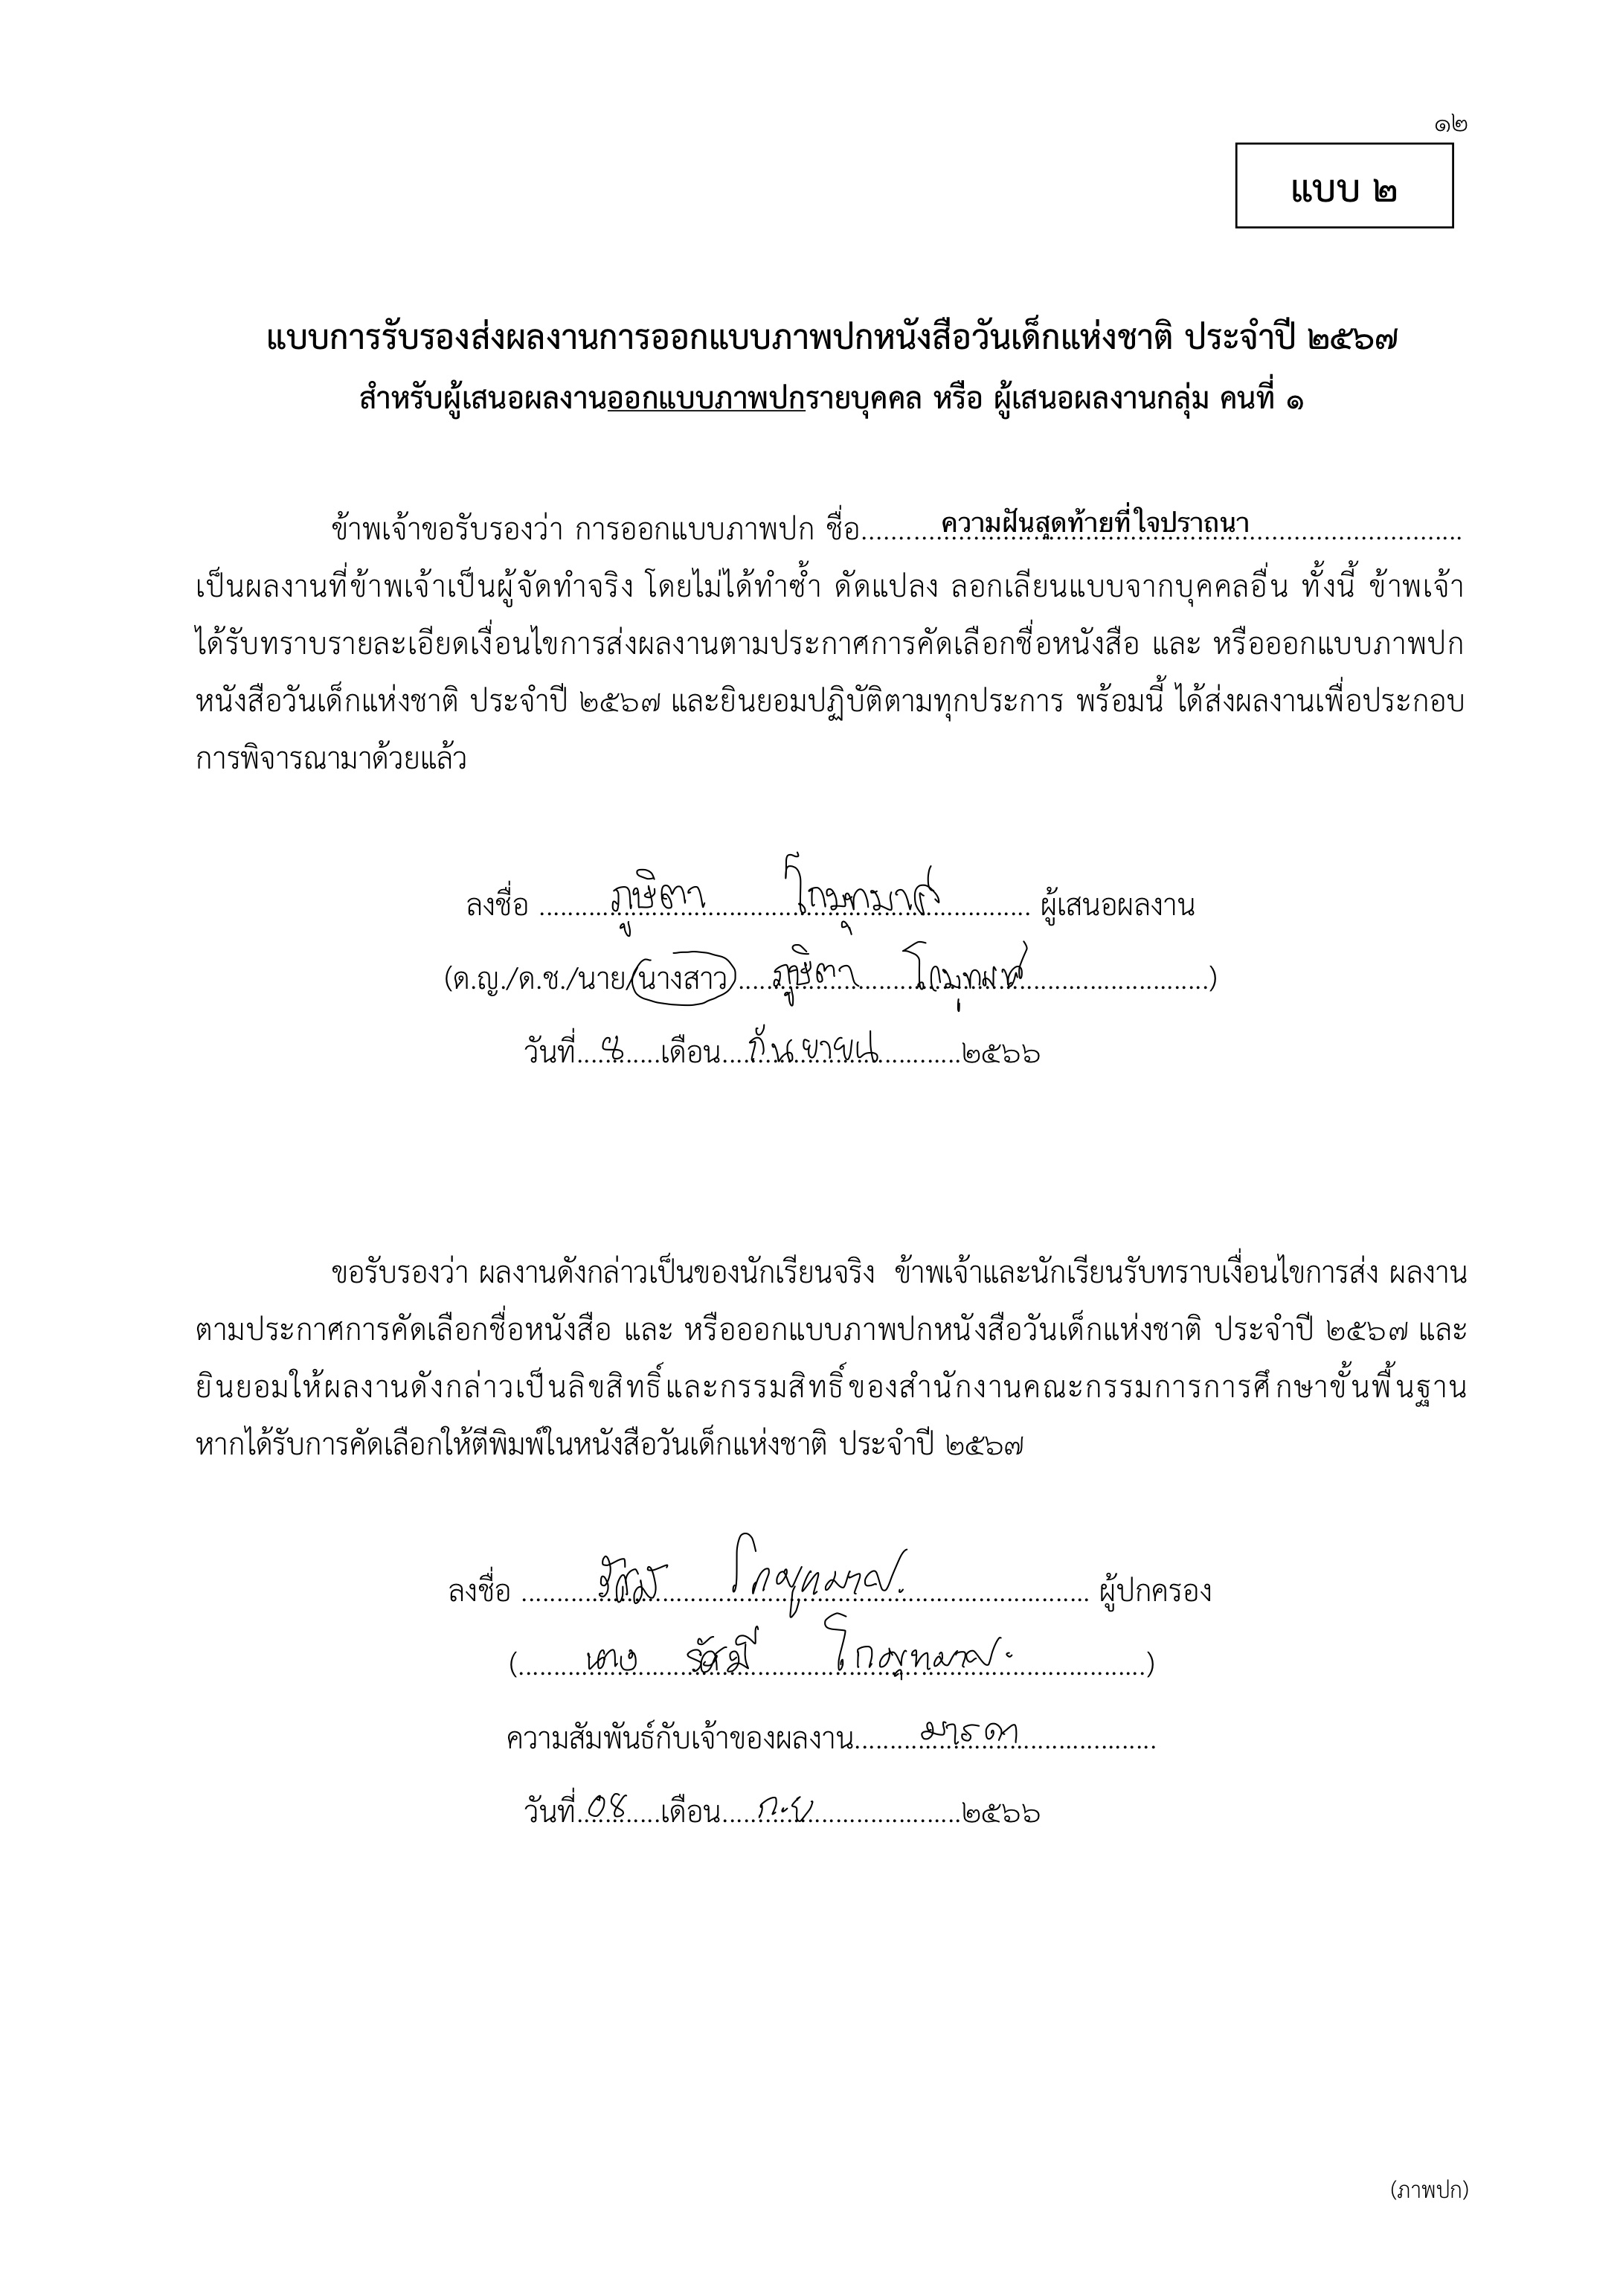 ๑๒
แบบ ๒
แบบการรับรองส่งผลงานการออกแบบภาพปกหนังสือวันเด็กแห่งชาติ ประจำปี ๒๕๖๗
สำหรับผู้เสนอผลงานออกแบบภาพปกรายบุคคล หรือ ผู้เสนอผลงานกลุ่ม คนที่ ๑
ข้าพเจ้าขอรับรองว่า การออกแบบภาพปก ชื่อ ความฝันสุดท้ายที่ใจปราถนา
เป็นผลงานที่ข้าพเจ้าเป็นผู้จัดทำจริง โดยไม่ได้ทำซ้ำ ดัดแปลง ลอกเลียนแบบจากบุคคลอื่น ทั้งนี้ ข้าพเจ้า
ได้รับทราบรายละเอียดเงื่อนไขการส่งผลงานตามประกาศการคัดเลือกชื่อหนังสือ และ หรือออกแบบภาพปก
หนังสือวันเด็กแห่งชาติ ประจำปี ๒๕๖๗ และยินยอมปฏิบัติตามทุกประการ พร้อมนี้ ได้ส่งผลงานเพื่อประกอบ
การพิจารณามาด้วยแล้ว
ลงชื่อ ภูษิตา ผู้เสนอผลงาน
(ด.ญ./ด.ช./นาย/นางสาว ภูษิตา )
วันที่ 8 เดือน กันยายน ๒๕๖๖
ขอรับรองว่า ผลงานดังกล่าวเป็นของนักเรียนจริง ข้าพเจ้าและนักเรียนรับทราบเงื่อนไขการส่ง ผลงาน
ตามประกาศการคัดเลือกชื่อหนังสือ และ หรือออกแบบภาพปกหนังสือวันเด็กแห่งชาติ ประจำปี ๒๕๖๗ และ
ยินยอมให้ผลงานดังกล่าวเป็นลิขสิทธิ์และกรรมสิทธิ์ของสำนักงานคณะกรรมการการศึกษาขั้นพื้นฐาน
หากได้รับการคัดเลือกให้ตีพิมพ์ในหนังสือวันเด็กแห่งชาติ ประจำปี ๒๕๖๗
ลงชื่อ ผู้ปกครอง
( นาง รัศมี )
ความสัมพันธ์กับเจ้าของผลงาน มารดา
วันที่ 08 เดือน ก.ย ๒๕๖๖
(ภาพปก)